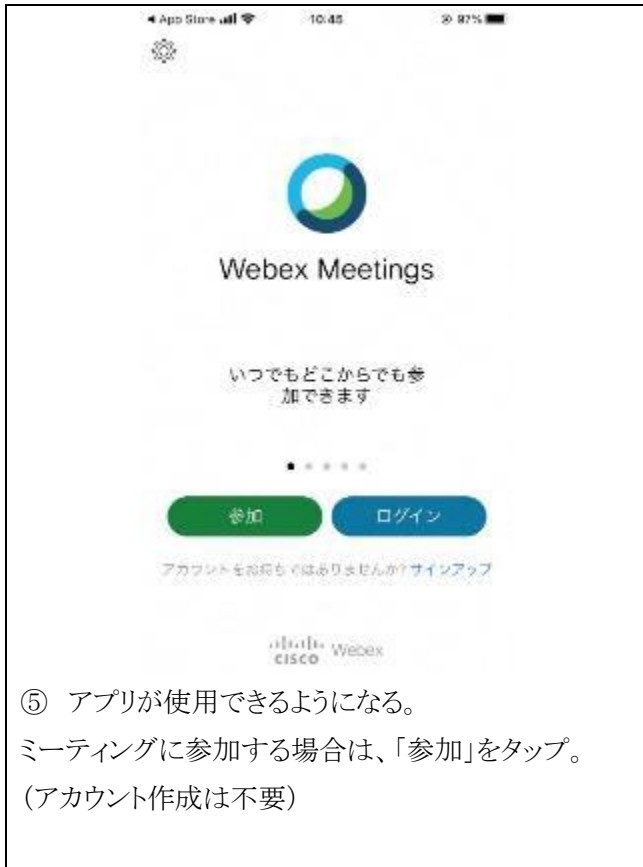 ◀ App Store 10:45 97%
Webex Meetings
いつでもどこからでも参
加できます
参加 ログイン
アカウントをお持ちではありませんか? サインアップ
CISCO Webex
⑤ アプリが使用できるようになる。
ミーティングに参加する場合は、「参加」をタップ。
(アカウント作成は不要)